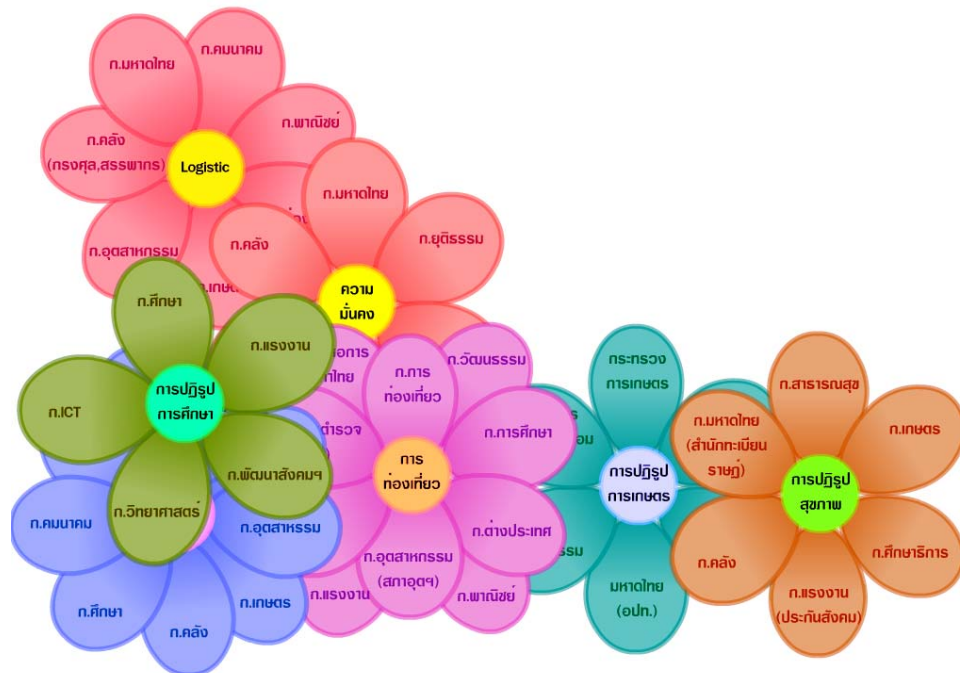 ก.มหาดไทย
ก.คมนาคม
ก.พาณิชย์
ก.คลัง
(กรงศุล,สรรพากร)
Logistic
ก.อุตสาหกรรม
ก.มหาดไทย
ก.ยุติธรรม
ก.คลัง
ความ
มั่นคง
ก.ศึกษา
ก.แรงงาน
ก.ICT
การปฏิรูป
การศึกษา
ก.พัฒนาสังคมฯ
ก.วิทยาศาสตร์
ก.คมนาคม
ก.อุตสาหรรม
ก.ศึกษา
ก.คลัง
ก.เกษตร
ก.การ
ท่องเที่ยว
ก.วัฒนธรรม
ก.การศึกษา
การ
ท่องเที่ยว
ก.ต่างประเทศ
ก.อุตสาหกรรม
(สภาอุตฯ)
ก.แรงงาน
ก.พาณิชย์
กระทรวง
การเกษตร
การปฏิรูป
การเกษตร
มหาดไทย
(อปท.)
ก.สาธารณสุข
ก.มหาดไทย
(สำนักทะเบียน
ราษฎ์)
ก.เกษตร
การปฏิรูป
สุขภาพ
ก.คลัง
ก.ศึกษาธิการ
ก.แรงงาน
(ประกันสังคม)